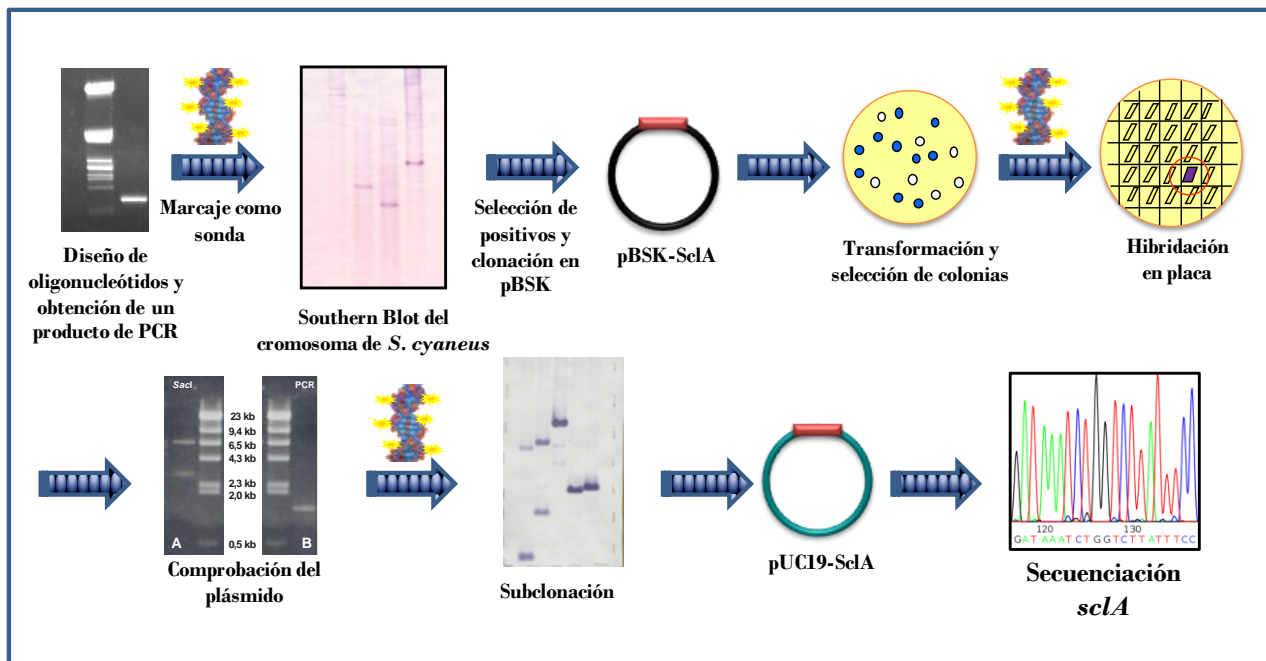 Diseño de
oligonucleótidos y
obtención de un
producto de PCR
Marcaje como
sonda
Southern Blot del
cromosoma de S. cyaneus
Selección de
positivos y
clonación en
pBSK
pBSK-SclA
Transformación y
selección de colonias
Hibridación
en placa
SacI
PCR
23 kb
9,4 kb
6,5 kb
4,3 kb
2,3 kb
2,0 kb
0,5 kb
A
B
Comprobación del
plásmido
Subclonación
pUC19-SclA
120
130
GATAAATCTGGTCTTATTTCC
Secuenciación
sclA